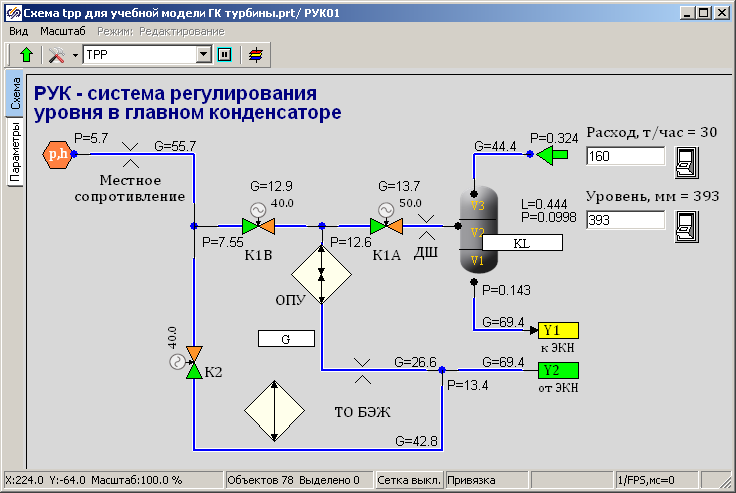 Схема tpp для учебной модели ГК турбины.prt/ РУК01
Вид Масштаб Режим: Редактирование
TPP
Схема
Параметры
РУК - система регулирования
уровня в главном конденсаторе
P=5.7
G=55.7
p,h
Местное
сопротивление
G=44.4
P=0.324
Расход, т/час = 30
160
Уровень, мм = 393
393
G=12.9
40.0
G=13.7
50.0
V3
V2
V1
L=0.444
P=0.0998
KL
P=7.55
К1В
P=12.6
К1А
ДШ
ОПУ
P=0.143
G=69.4
Y1
к ЭКН
G
40.0
К2
G=26.6
G=69.4
Y2
от ЭКН
P=13.4
ТО БЭЖ
G=42.8
X:224.0 Y:-64.0 Масштаб:100.0 %
Объектов 78 Выделено 0
Сетка выкл.
Привязка
1/FPS,мс=0